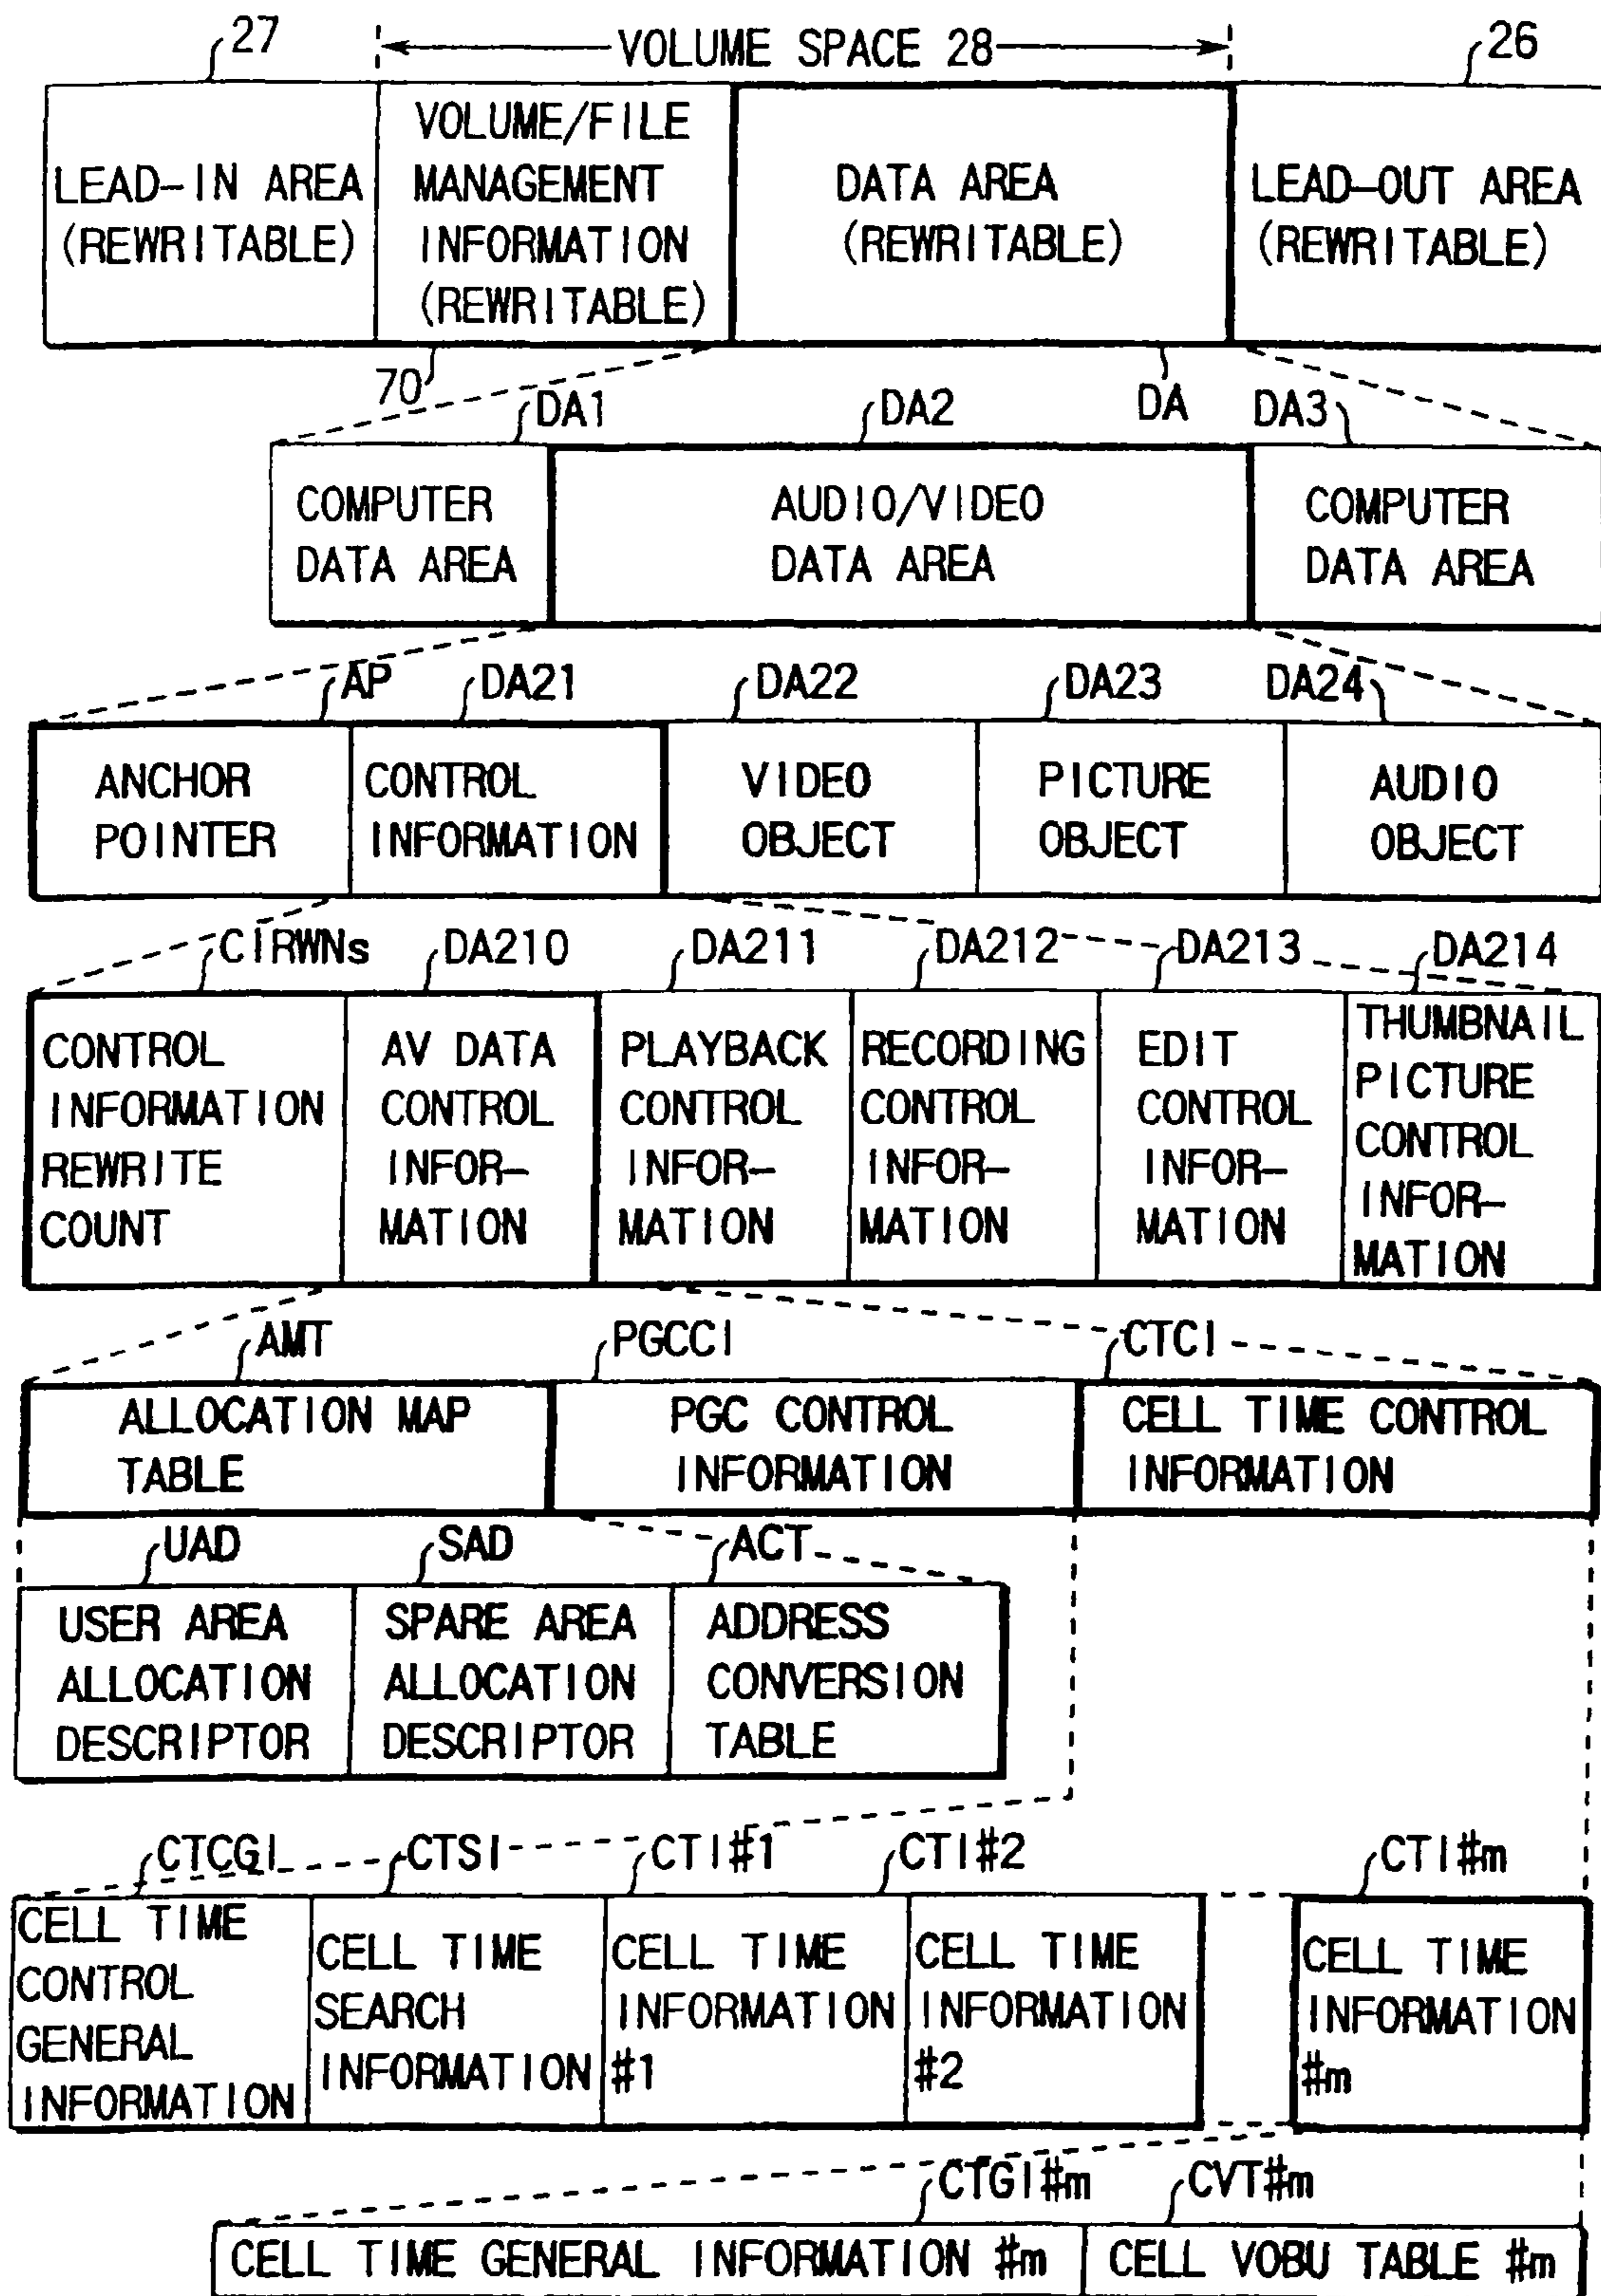 27
VOLUME SPACE 28
26
LEAD-IN AREA
(REWRITABLE)
VOLUME/FILE
MANAGEMENT
INFORMATION
(REWRITABLE)
DATA AREA
(REWRITABLE)
LEAD-OUT AREA
(REWRITABLE)
70
DA
DA1
DA2
DA3
COMPUTER
DATA AREA
AUDIO/VIDEO
DATA AREA
COMPUTER
DATA AREA
AP
DA21
DA22
DA23
DA24
ANCHOR
POINTER
CONTROL
INFORMATION
VIDEO
OBJECT
PICTURE
OBJECT
AUDIO
OBJECT
CIRWNs
DA210
DA211
DA212
DA213
DA214
CONTROL
INFORMATION
REWRITE
COUNT
AV DATA
CONTROL
INFOR-
MATION
PLAYBACK
CONTROL
INFOR-
MATION
RECORDING
CONTROL
INFOR-
MATION
EDIT
CONTROL
INFOR-
MATION
THUMBNAIL
PICTURE
CONTROL
INFOR-
MATION
AMT
PGCCI
CTCI
ALLOCATION MAP
TABLE
PGC CONTROL
INFORMATION
CELL TIME CONTROL
INFORMATION
UAD
SAD
ACT
USER AREA
ALLOCATION
DESCRIPTOR
SPARE AREA
ALLOCATION
DESCRIPTOR
ADDRESS
CONVERSION
TABLE
CTCGI
CTSI
CTI#1
CTI#2
CTI#m
CELL TIME
CONTROL
GENERAL
INFORMATION
CELL TIME
SEARCH
INFORMATION
CELL TIME
INFORMATION
#1
CELL TIME
INFORMATION
#2
CELL TIME
INFORMATION
#m
CTGI#m
CVT#m
CELL TIME GENERAL INFORMATION #m
CELL VOBU TABLE #m